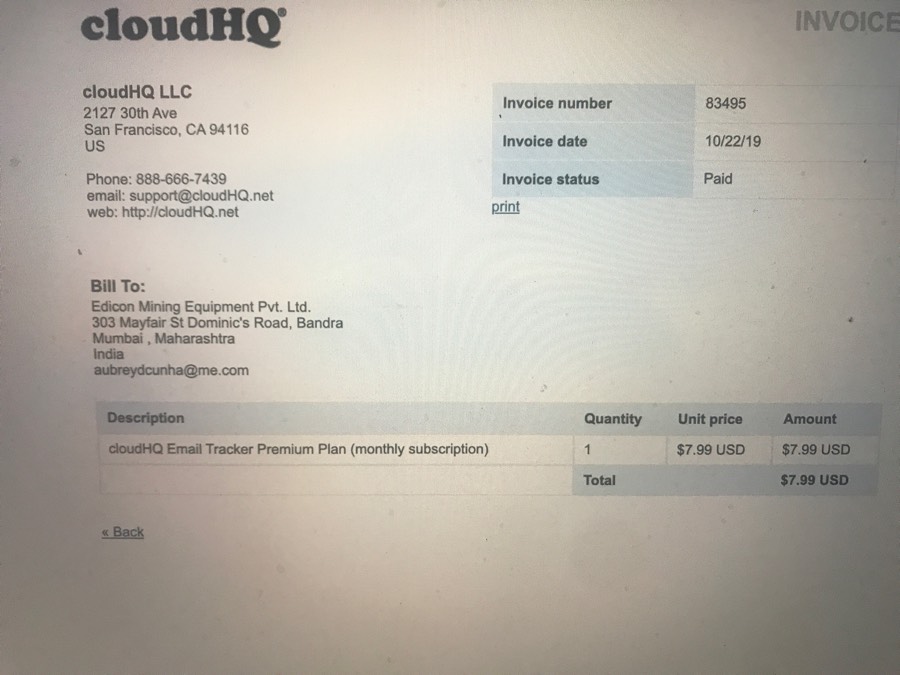 cloudHQ®
INVOICE
cloudHQ LLC
2127 30th Ave
San Francisco, CA 94116
US
Phone: 888-666-7439
email: support@cloudHQ.net
web: http://cloudHQ.net
Invoice number 83495
Invoice date 10/22/19
Invoice status Paid
print
Bill To:
Edicon Mining Equipment Pvt. Ltd.
303 Mayfair St Dominic's Road, Bandra
Mumbai , Maharashtra
India
aubreydcunha@me.com
Description Quantity Unit price Amount
cloudHQ Email Tracker Premium Plan (monthly subscription) 1 $7.99 USD $7.99 USD
Total $7.99 USD
« Back